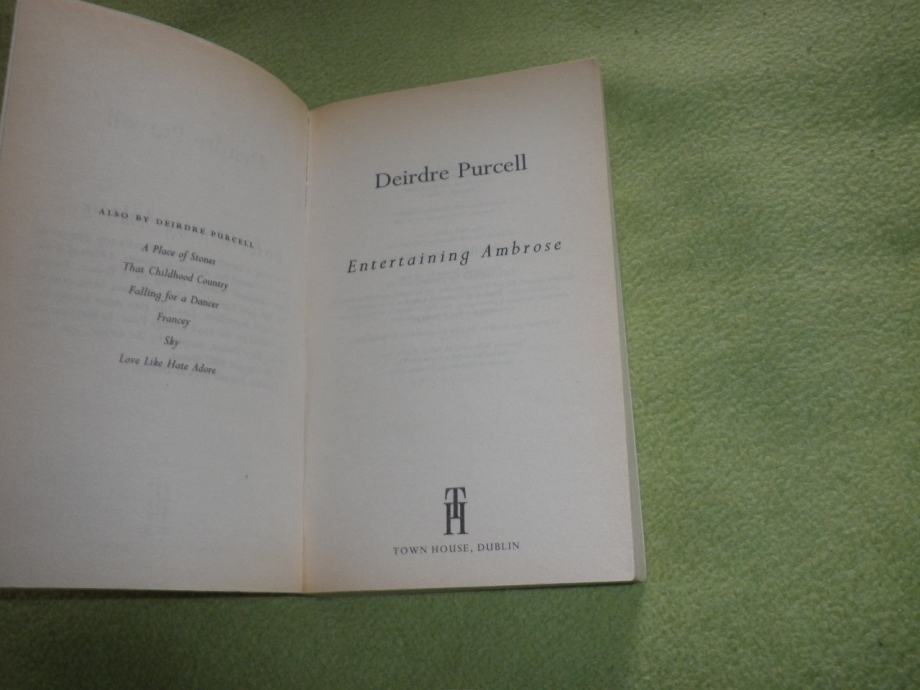 ALSO BY DEIRDRE PURCELL
A Place of Stones
That Childhood Country
Falling for a Dancer
Francey
Sky
Love Like Hate Adore
Deirdre Purcell
Entertaining Ambrose
TH
TOWN HOUSE, DUBLIN